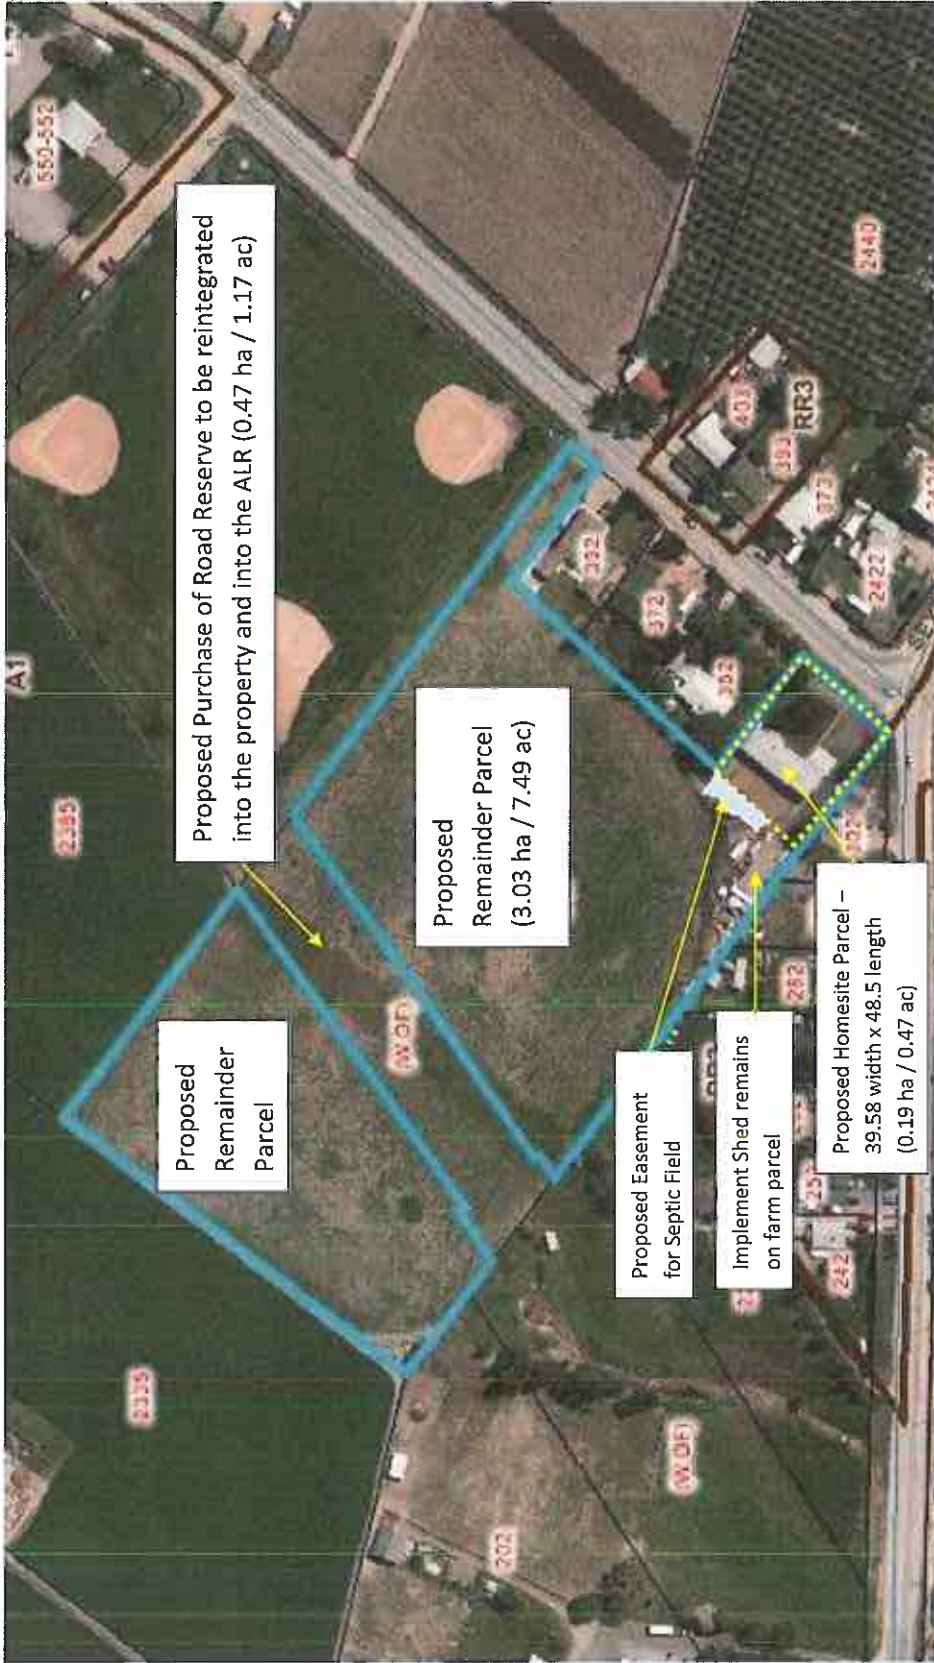 550-552
A1
2385
Proposed Purchase of Road Reserve to be reintegrated
into the property and into the ALR (0.47 ha / 1.17 ac)
2440
403
RR3
393
373
2422
392
372
352
Proposed
Remainder Parcel
(3.03 ha / 7.49 ac)
Proposed
Remainder
Parcel
(W OF)
2335
Proposed Easement
for Septic Field
Implement Shed remains
on farm parcel
Proposed Homesite Parcel –
39.58 width x 48.5 length
(0.19 ha / 0.47 ac)
282
242
(W OF)
202